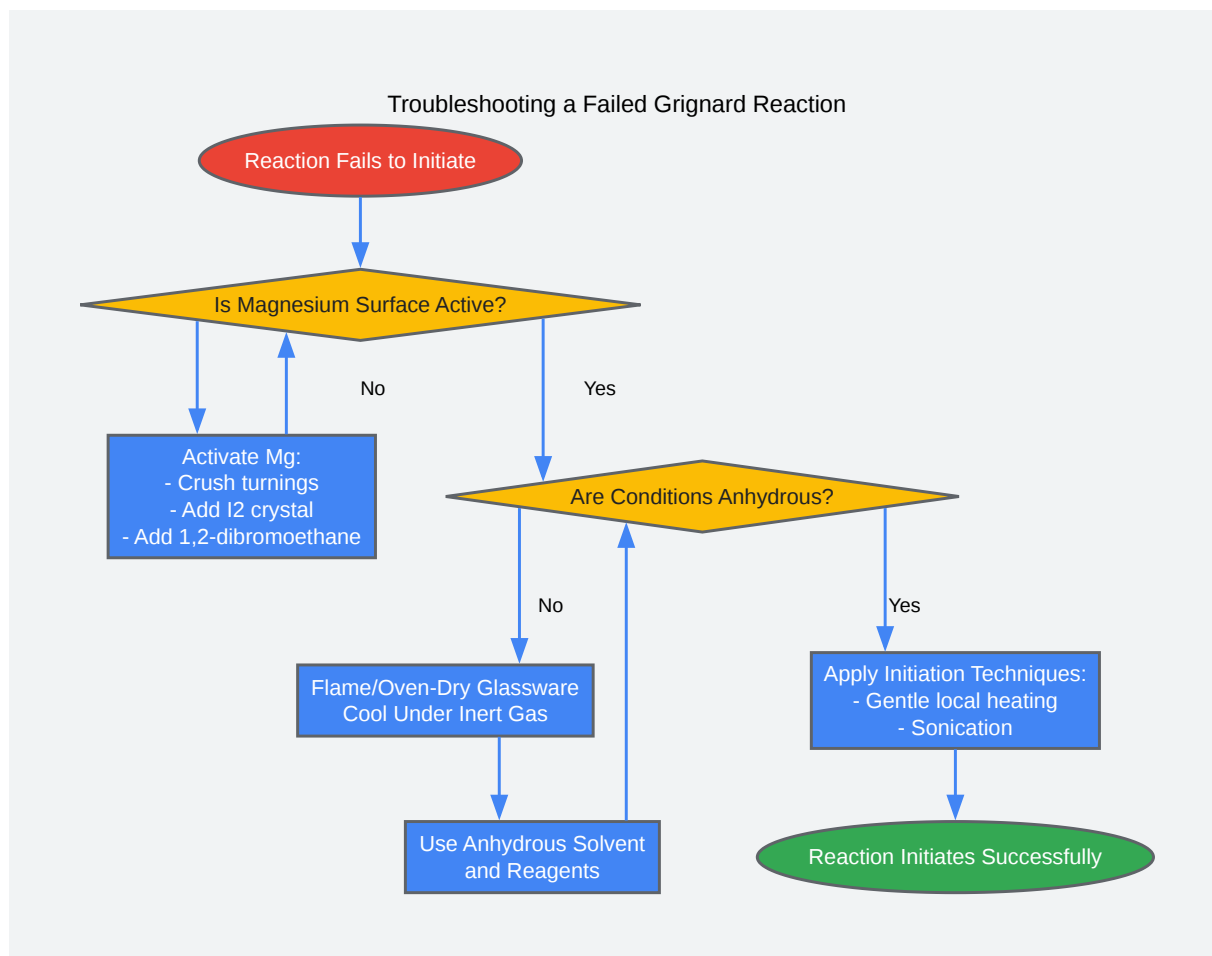 Troubleshooting a Failed Grignard Reaction
Reaction Fails to Initiate
Is Magnesium Surface Active?
No
Yes
Activate Mg:
- Crush turnings
- Add I2 crystal
- Add 1,2-dibromoethane
Are Conditions Anhydrous?
No
Yes
Flame/Oven-Dry Glassware
Cool Under Inert Gas
Apply Initiation Techniques:
- Gentle local heating
- Sonication
Use Anhydrous Solvent
and Reagents
Reaction Initiates Successfully